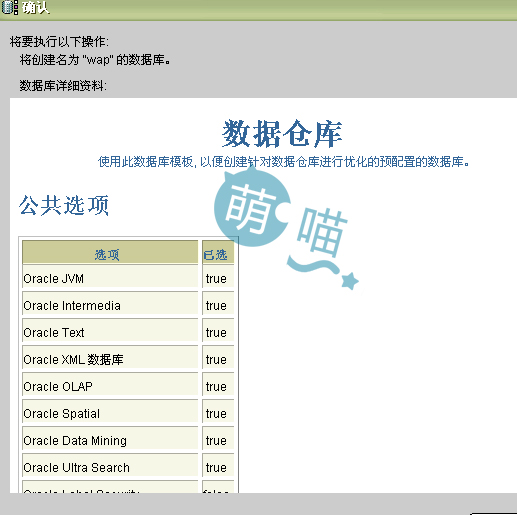 确认
将要执行以下操作:
将创建名为 "wap" 的数据库。
数据库详细资料:
数据仓库
使用此数据库模板, 以便创建针对数据仓库进行优化的预配置的数据库。
萌喵
公共选项
选项 已选
Oracle JVM true
Oracle Intermedia true
Oracle Text true
Oracle XML 数据库 true
Oracle OLAP true
Oracle Spatial true
Oracle Data Mining true
Oracle Ultra Search true
Oracle Label Security false